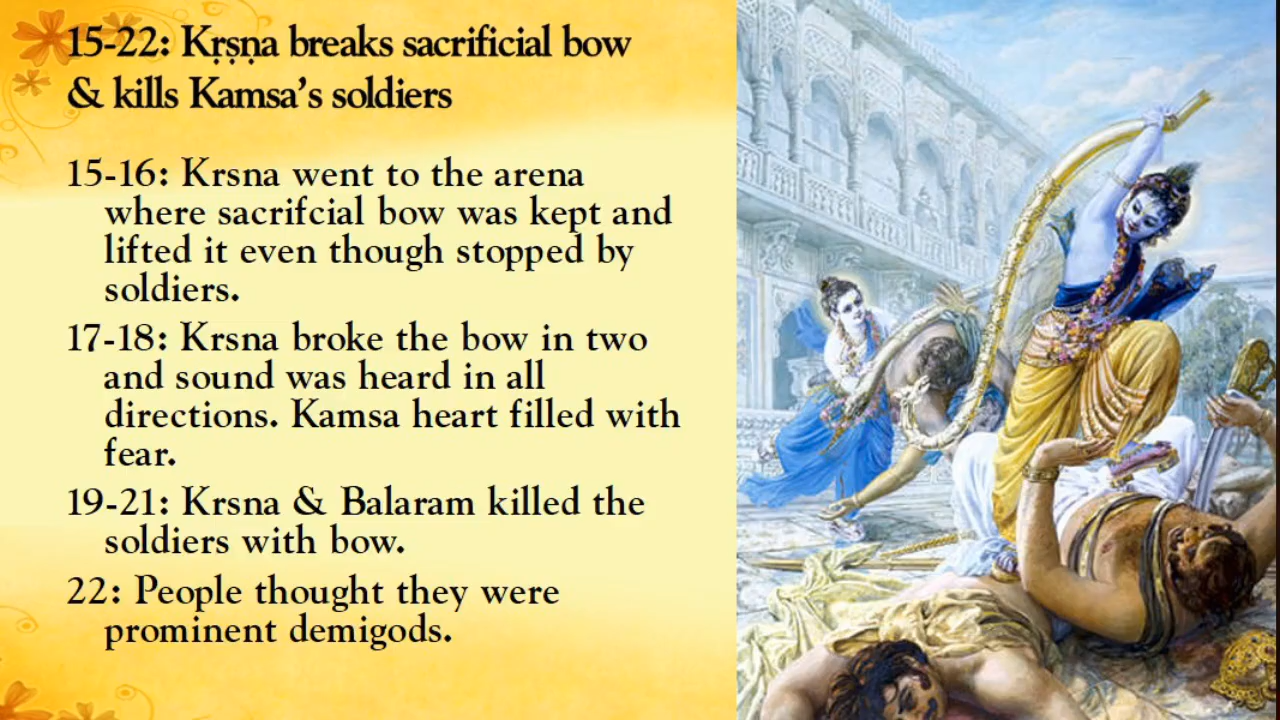 15-22: Kṛṣṇa breaks sacrificial bow
& kills Kamsa’s soldiers
15-16: Krsna went to the arena
where sacrifcial bow was kept and
lifted it even though stopped by
soldiers.
17-18: Krsna broke the bow in two
and sound was heard in all
directions. Kamsa heart filled with
fear.
19-21: Krsna & Balaram killed the
soldiers with bow.
22: People thought they were
prominent demigods.